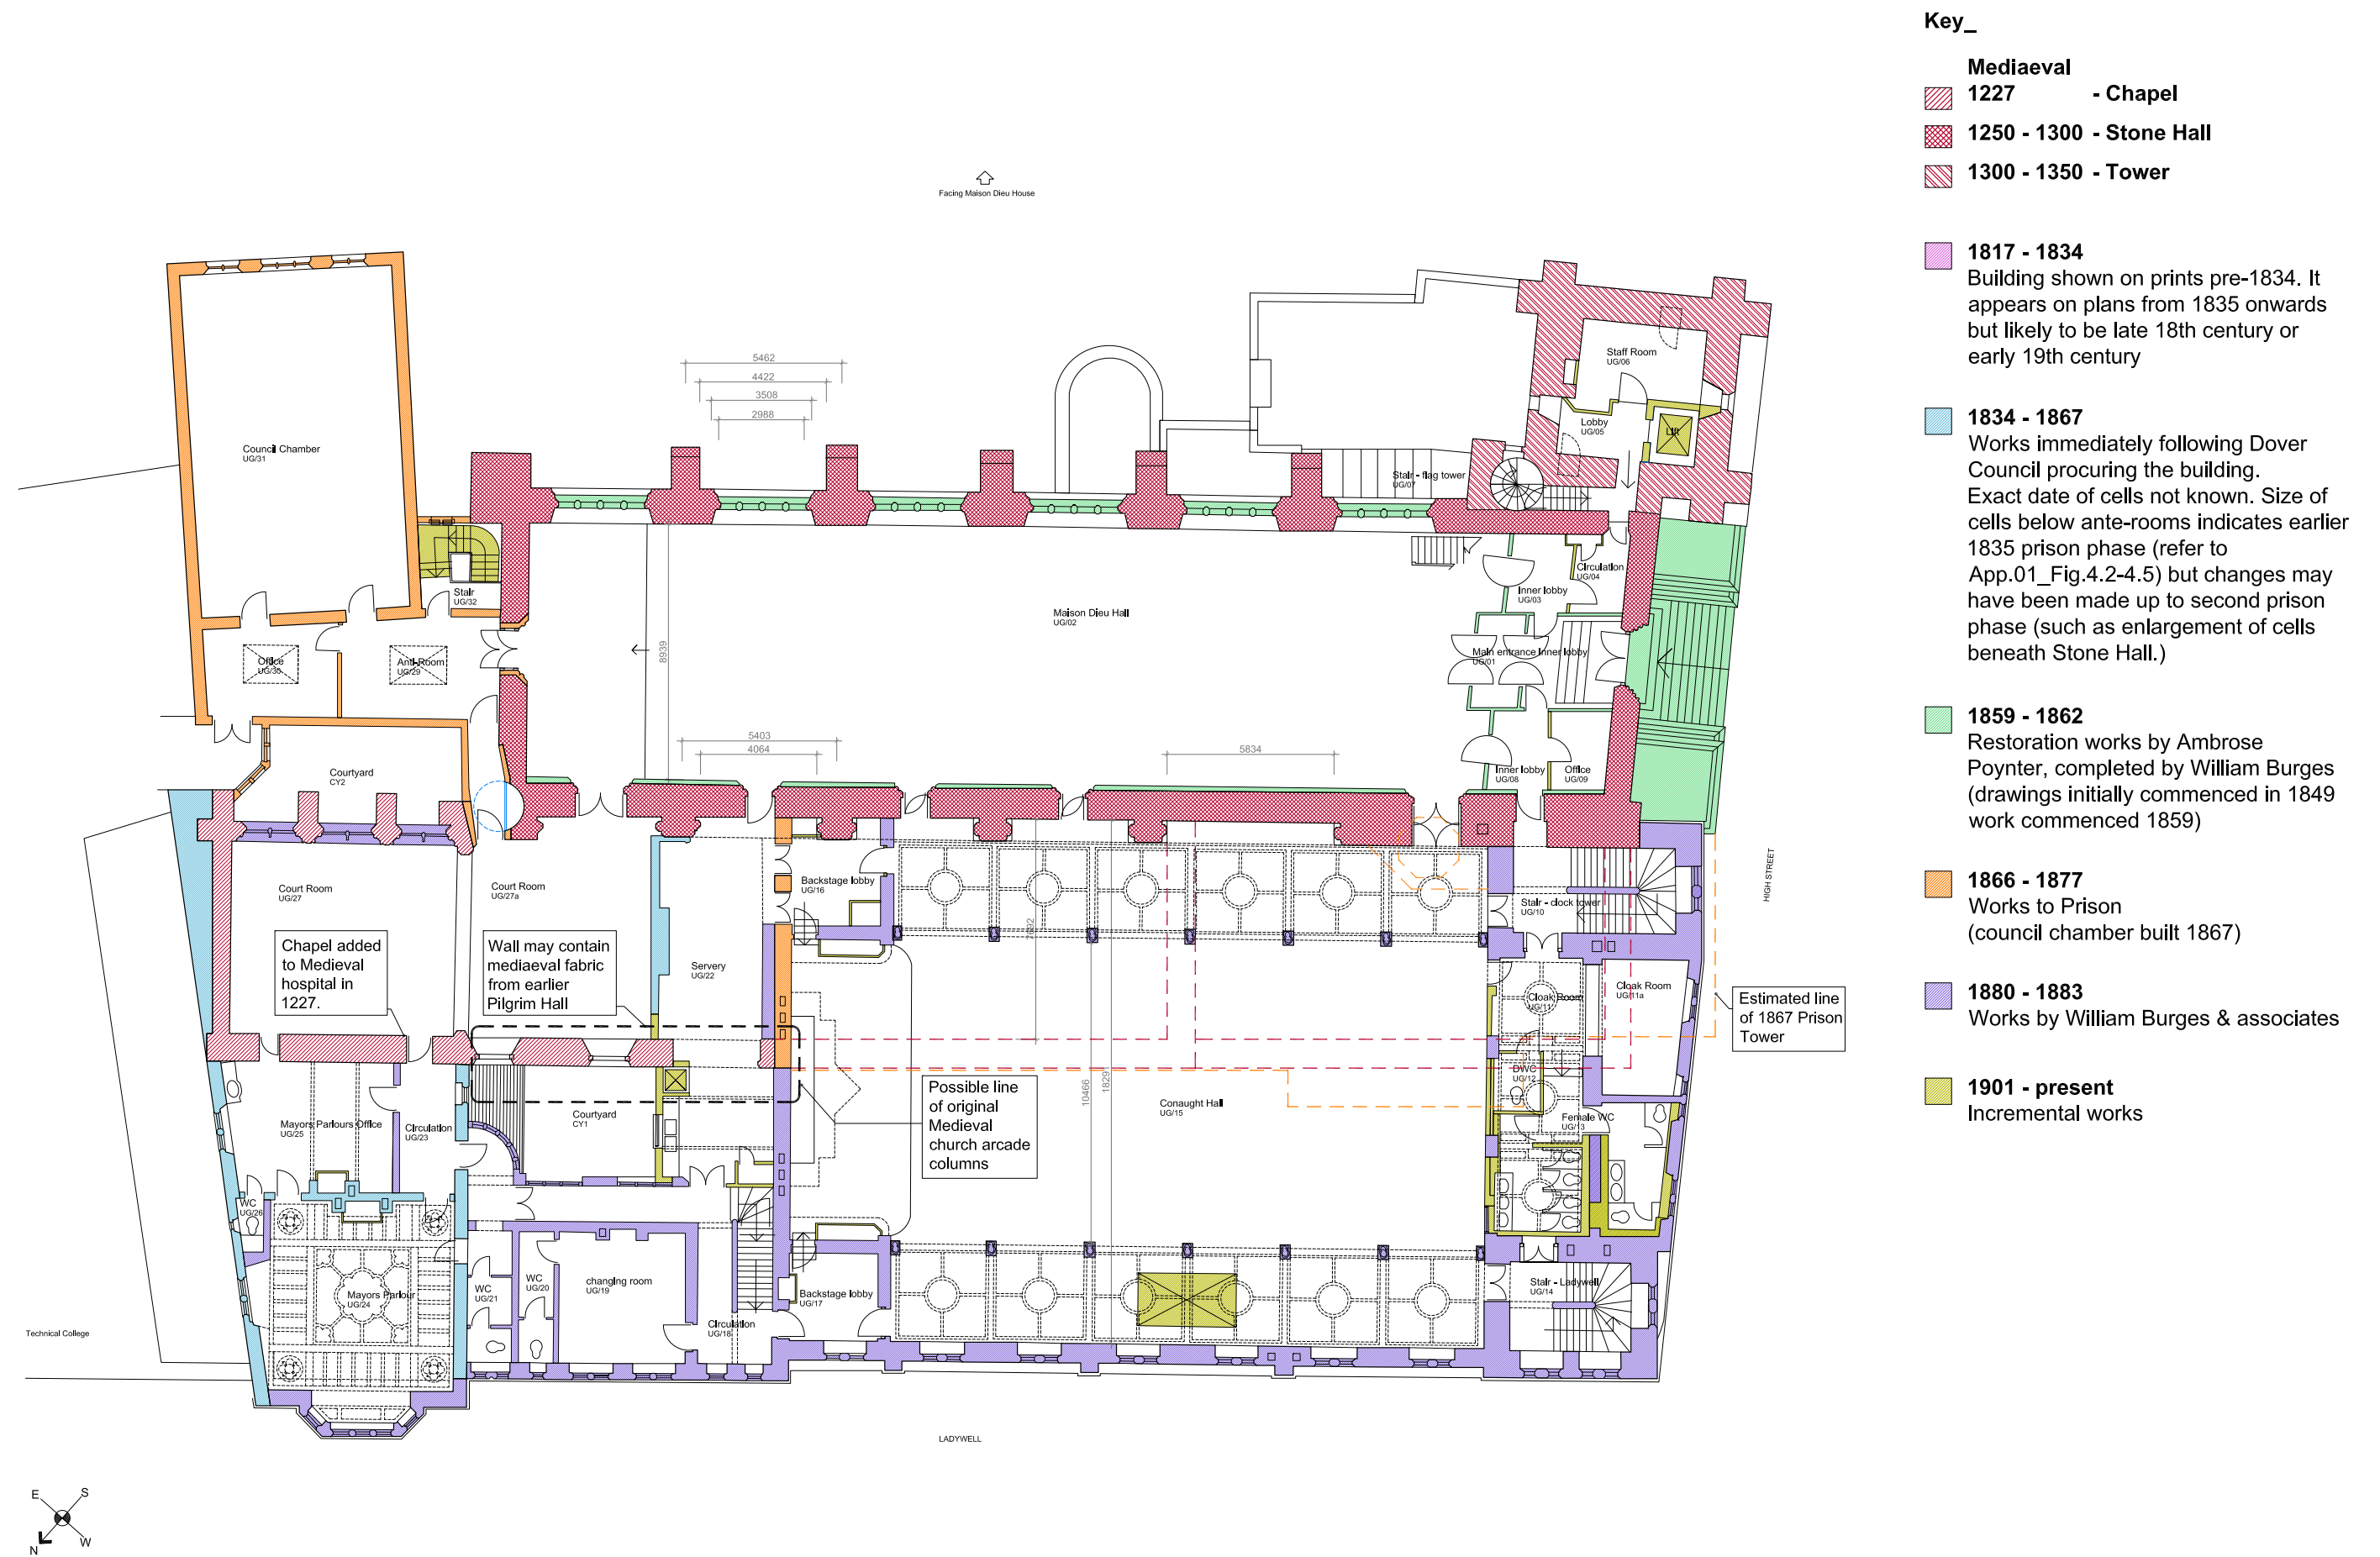 Key_
Mediaeval
1227 - Chapel
1250 - 1300 - Stone Hall
1300 - 1350 - Tower
1817 - 1834
Building shown on prints pre-1834. It
appears on plans from 1835 onwards
but likely to be late 18th century or
early 19th century
1834 - 1867
Works immediately following Dover
Council procuring the building.
Exact date of cells not known. Size of
cells below ante-rooms indicates earlier
1835 prison phase (refer to
App.01_Fig.4.2-4.5) but changes may
have been made up to second prison
phase (such as enlargement of cells
beneath Stone Hall.)
1859 - 1862
Restoration works by Ambrose
Poynter, completed by William Burges
(drawings initially commenced in 1849
work commenced 1859)
1866 - 1877
Works to Prison
(council chamber built 1867)
1880 - 1883
Works by William Burges & associates
1901 - present
Incremental works
Facing Maison Dieu House
5462
4422
3508
2988
Staff Room
UG/06
Lobby
UG/05
Lift
Council Chamber
UG/31
Stair - flag tower
UG/07
Circulation
UG/04
Stair
UG/32
Inner lobby
UG/03
Maison Dieu Hall
UG/02
8939
Main entrance Inner lobby
UG/01
Office
UG/30
Anti-Room
UG/29
5403
4064
5834
Courtyard
CY2
Inner lobby
UG/08
Office
UG/09
HIGH STREET
Court Room
UG/27
Court Room
UG/27a
Backstage lobby
UG/16
Stair - clock tower
UG/10
Chapel added
to Medieval
hospital in
1227.
Wall may contain
mediaeval fabric
from earlier
Pilgrim Hall
Servery
UG/22
Cloak Room
UG/11
Cloak Room
UG/11a
Estimated line
of 1867 Prison
Tower
DWC
UG/12
10466
1829
Possible line
of original
Medieval
church arcade
columns
Conaught Hall
UG/15
Courtyard
CY1
Mayors Parlours Office
UG/25
Circulation
UG/23
Female WC
UG/13
WC
UG/26
WC
UG/21
WC
UG/20
changing room
UG/19
Mayors Parlour
UG/24
Circulation
UG/18
Backstage lobby
UG/17
Stair - Ladywell
UG/14
Technical College
LADYWELL
E
S
N
W